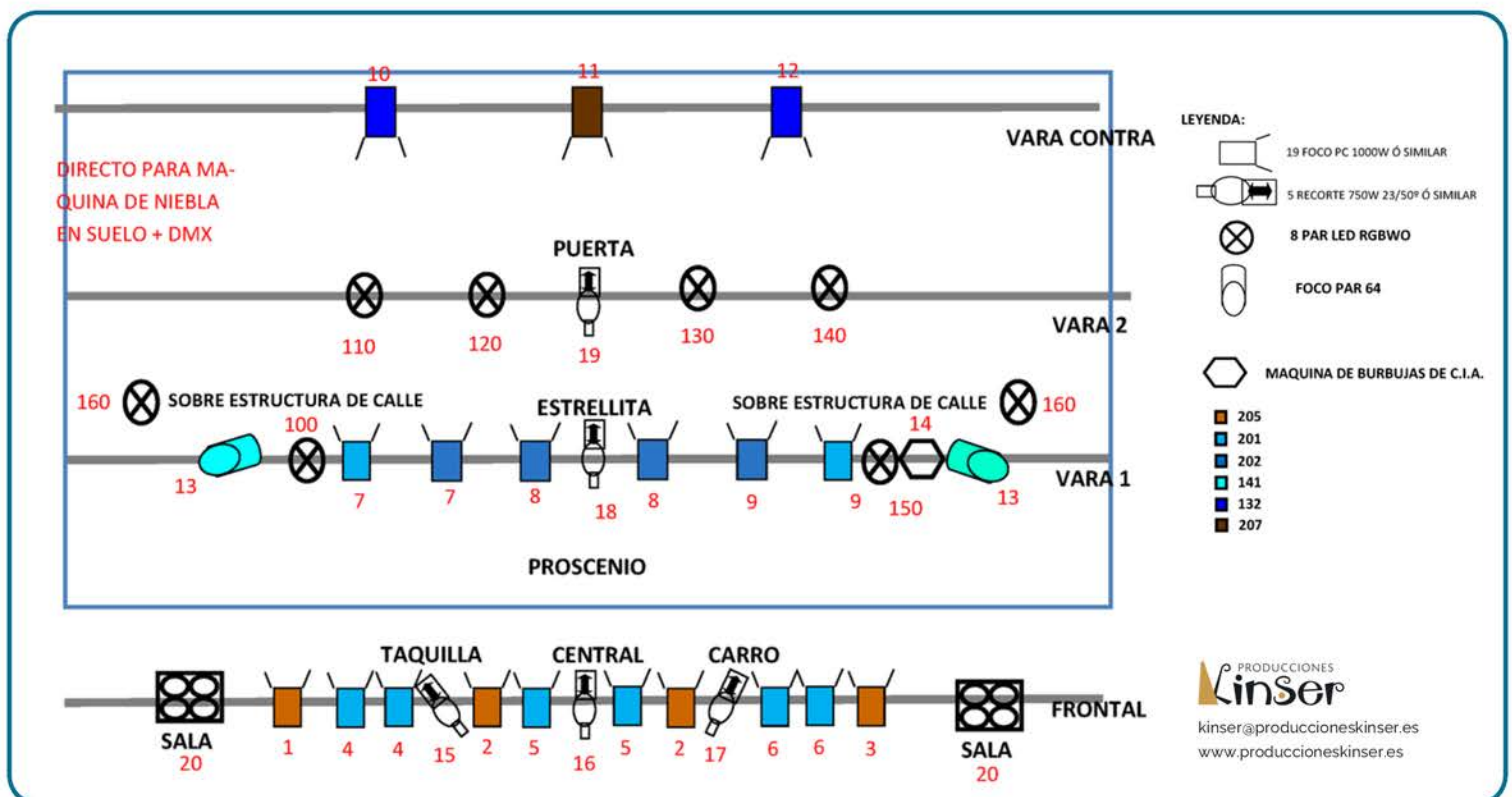 10 11 12
VARA CONTRA
DIRECTO PARA MA-
QUINA DE NIEBLA
EN SUELO + DMX
PUERTA
VARA 2
110 120 19 130 140
160 SOBRE ESTRUCTURA DE CALLE ESTRELLITA SOBRE ESTRUCTURA DE CALLE 160
100 14
VARA 1
13 7 7 8 18 8 9 9 150 13
PROSCENIO
TAQUILLA CENTRAL CARRO
FRONTAL
SALA SALA
1 4 4 15 2 5 16 5 2 17 6 6 3
20 20
LEYENDA:
19 FOCO PC 1000W Ó SIMILAR
5 RECORTE 750W 23/50º Ó SIMILAR
8 PAR LED RGBWO
FOCO PAR 64
MAQUINA DE BURBUJAS DE C.I.A.
205
201
202
141
132
207
PRODUCCIONES
Kinser
kinser@produccioneskinser.es
www.produccioneskinser.es